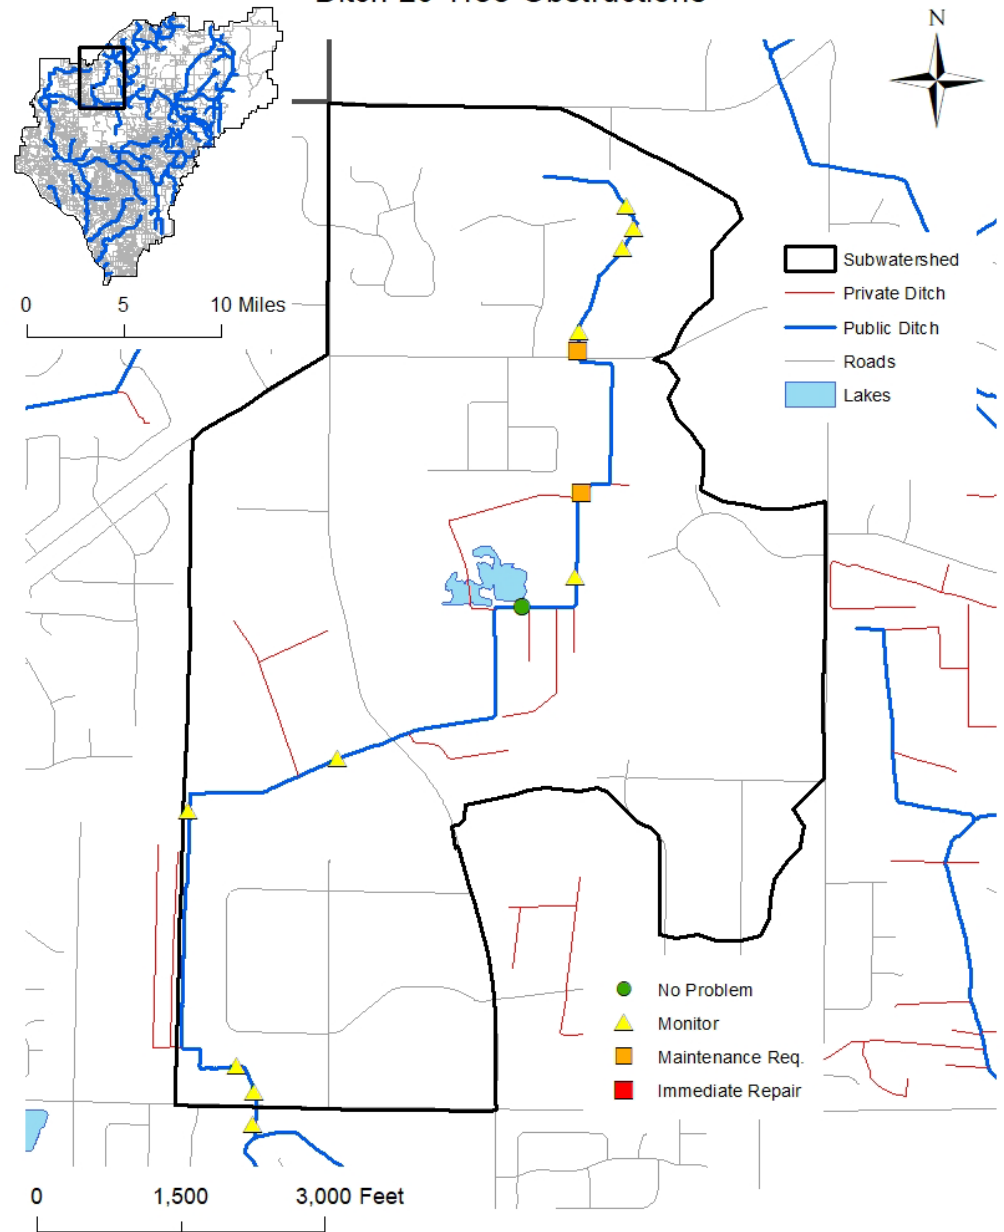 N
0 5 10 Miles
Subwatershed
Private Ditch
Public Ditch
Roads
Lakes
No Problem
Monitor
Maintenance Req.
Immediate Repair
0 1,500 3,000 Feet